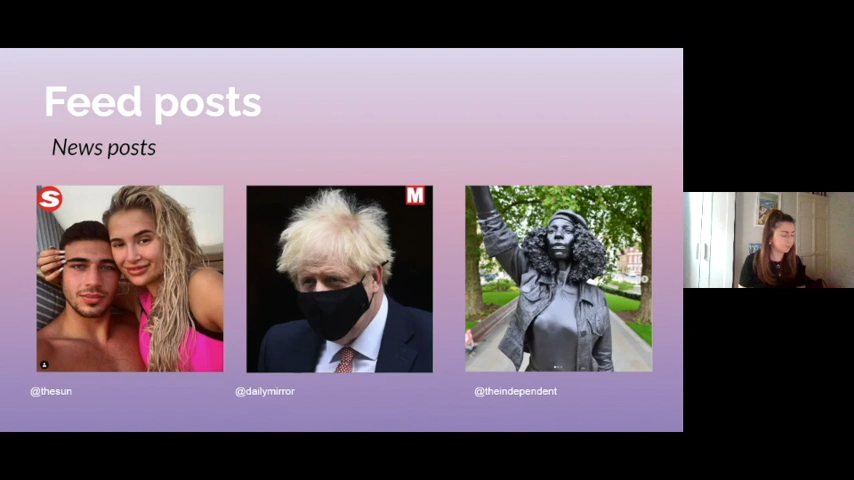 Feed posts
News posts
S
M
@thesun
@dailymirror
@theindependent